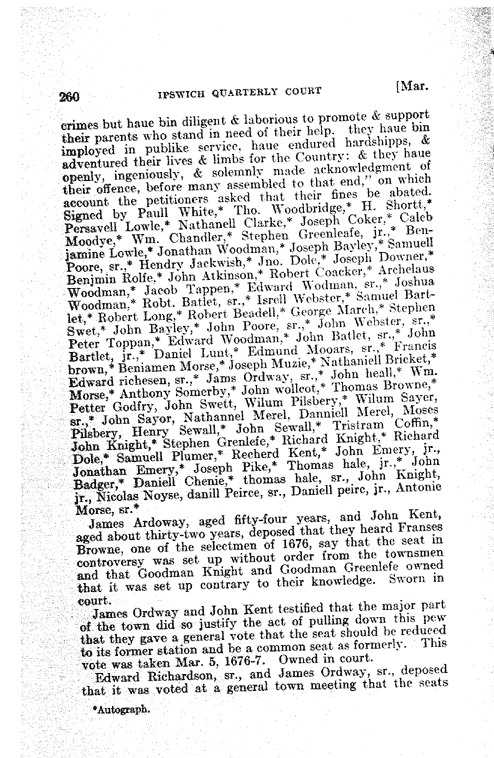 260 IPSWICH QUARTERLY COURT [Mar.
crimes but haue bin diligent & laborious to promote & support
their parents who stand in need of their help. they haue bin
imployed in publike service, haue endured hardshipps, &
adventured their lives & limbs for the Country: & they haue
openly, ingeniously, & solemnly made acknowledgment of
their offence, before many assembled to that end," on which
account the petitioners asked that their fines be abated.
Signed by Paull White,* Tho. Woodbridge,* H. Shortt,*
Persavell Lowle,* Nathanell Clarke,* Joseph Coker,* Caleb
Moodye,* Wm. Chandler,* Stephen Greenleafe, jr.,* Ben-
jamine Lowle,* Jonathan Woodman,* Joseph Bayley,* Samuell
Poore, sr.,* Hendry Jackwish,* Jno. Dole,* Joseph Downer,*
Benjmin Rolfe,* John Atkinson,* Robert Coacker,* Archelaus
Woodman,* Jacob Tappen,* Edward Wodman, sr.,* Joshua
Woodman,* Robt. Batlet, sr.,* Isrell Webster,* Samuel Bart-
let,* Robert Long,* Robert Beadell,* George March,* Stephen
Swet,* John Bayley,* John Poore, sr.,* John Webster, sr.,*
Peter Toppan,* Edward Woodman,* John Batlet, sr.,* John
Bartlet, jr.,* Daniel Lunt,* Edmund Mooars, sr.,* Francis
brown,* Beniamen Morse,* Joseph Muzie,* Nathaniell Bricket,*
Edward richesen, sr.,* Jams Ordway, sr.,* John heall,* Wm.
Morse,* Anthony Somerby,* John wollcot,* Thomas Browne,*
Petter Godfry, John Swett, Wilum Pilsbery,* Wilum Sayer,
sr.,* John Sayor, Nathannel Merel, Danniell Merel, Moses
Pilsbery, Henry Sewall,* John Sewall,* Tristram Coffin,*
John Knight,* Stephen Grenlefe,* Richard Knight,* Richard
Dole,* Samuell Plumer,* Recherd Kent,* John Emery, jr.,
Jonathan Emery,* Joseph Pike,* Thomas hale, jr.,* John
Badger,* Daniell Chenie,* thomas hale, sr., John Knight,
jr., Nicolas Noyse, danill Peirce, sr., Daniell peirc, jr., Antonie
Morse, sr.*
James Ardoway, aged fifty-four years, and John Kent,
aged about thirty-two years, deposed that they heard Franses
Browne, one of the selectmen of 1676, say that the seat in
controversy was set up without order from the townsmen
and that Goodman Knight and Goodman Greenlefe owned
that it was set up contrary to their knowledge. Sworn in
court.
James Ordway and John Kent testified that the major part
of the town did so justify the act of pulling down this pew
that they gave a general vote that the seat should be reduced
to its former station and be a common seat as formerly. This
vote was taken Mar. 5, 1676-7. Owned in court.
Edward Richardson, sr., and James Ordway, sr., deposed
that it was voted at a general town meeting that the seats
*Autograph.